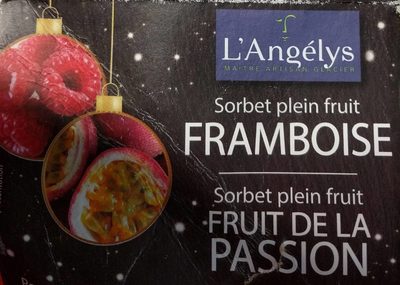 L'Angélys
MAÎTRE ARTISAN GLACIER
Sorbet plein fruit
FRAMBOISE
Sorbet plein fruit
FRUIT DE LA
PASSION